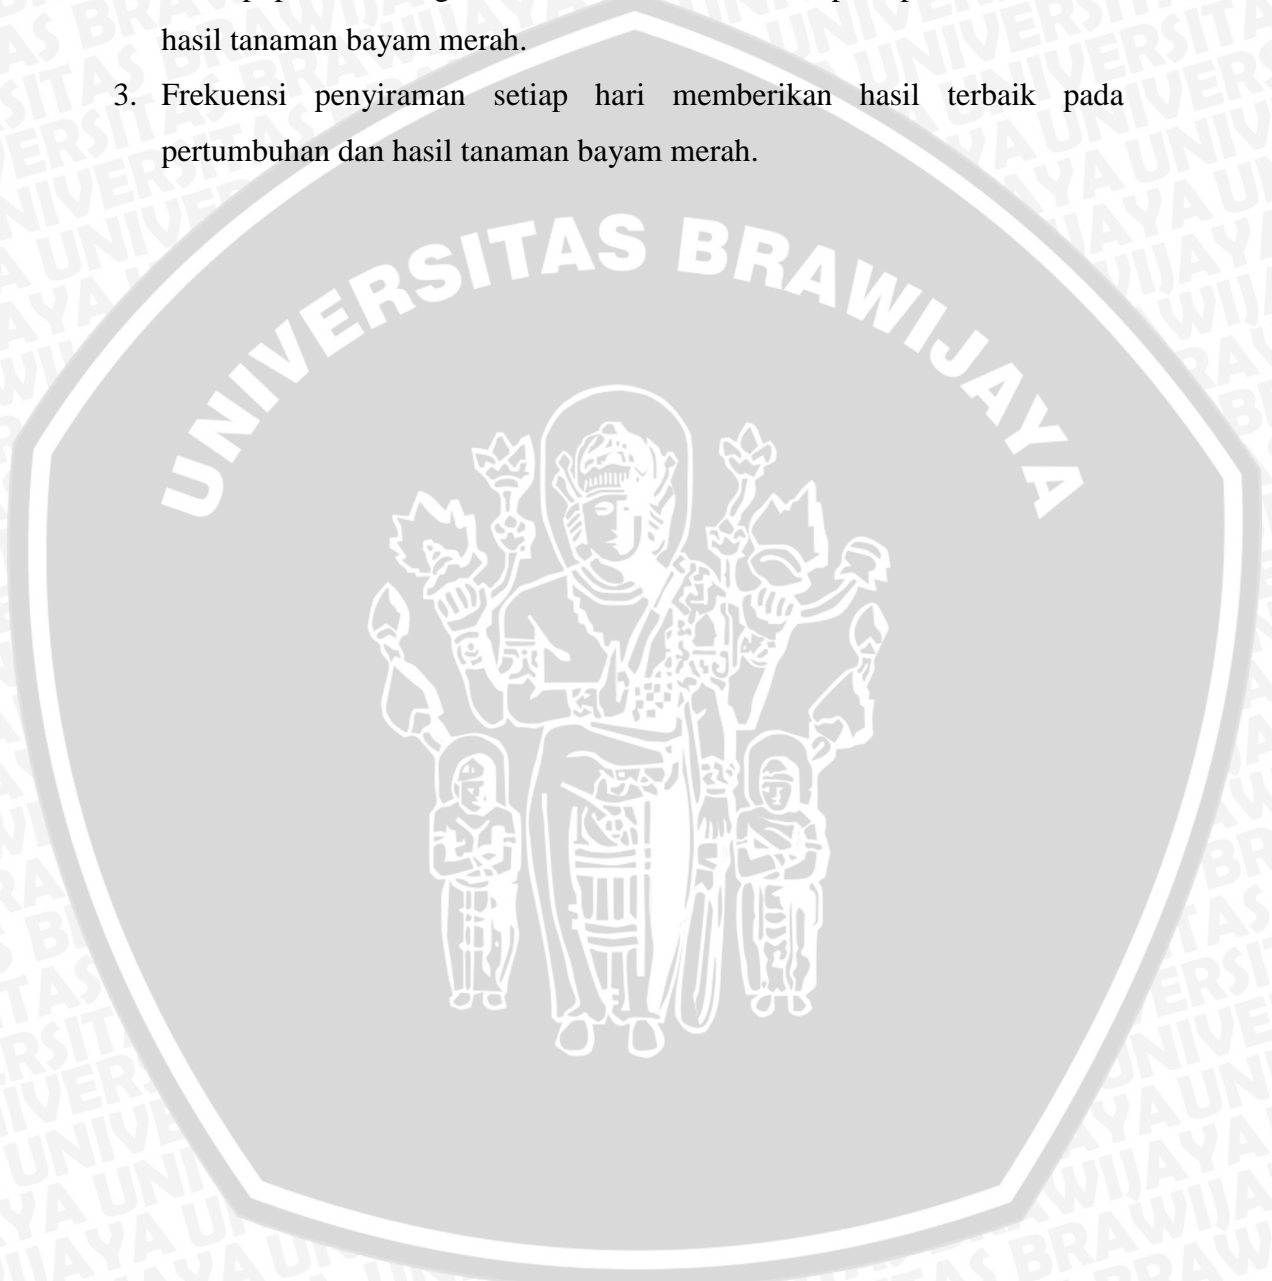 hasil tanaman bayam merah.
3. Frekuensi penyiraman setiap hari memberikan hasil terbaik pada
pertumbuhan dan hasil tanaman bayam merah.
UNIVERSITAS BRAWIJAYA